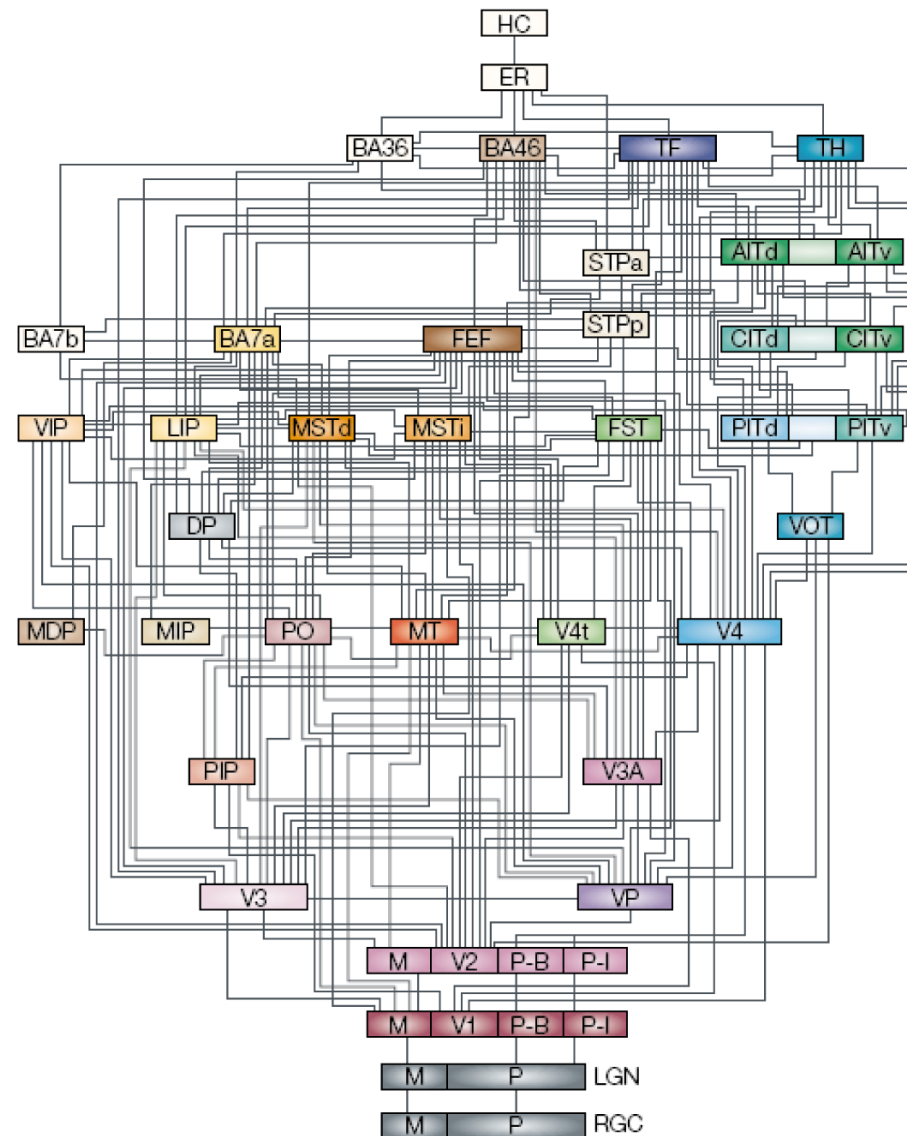 HC
ER
BA36 BA46 TF TH
STPa AITd AITv
BA7b BA7a FEF STPp CITd CITv
VIP LIP MSTd MSTi FST PITd PITv
DP VOT
MDP MIP PO MT V4t V4
PIP V3A
V3 VP
M V2 P-B P-I
M V1 P-B P-I
M P LGN
M P RGC